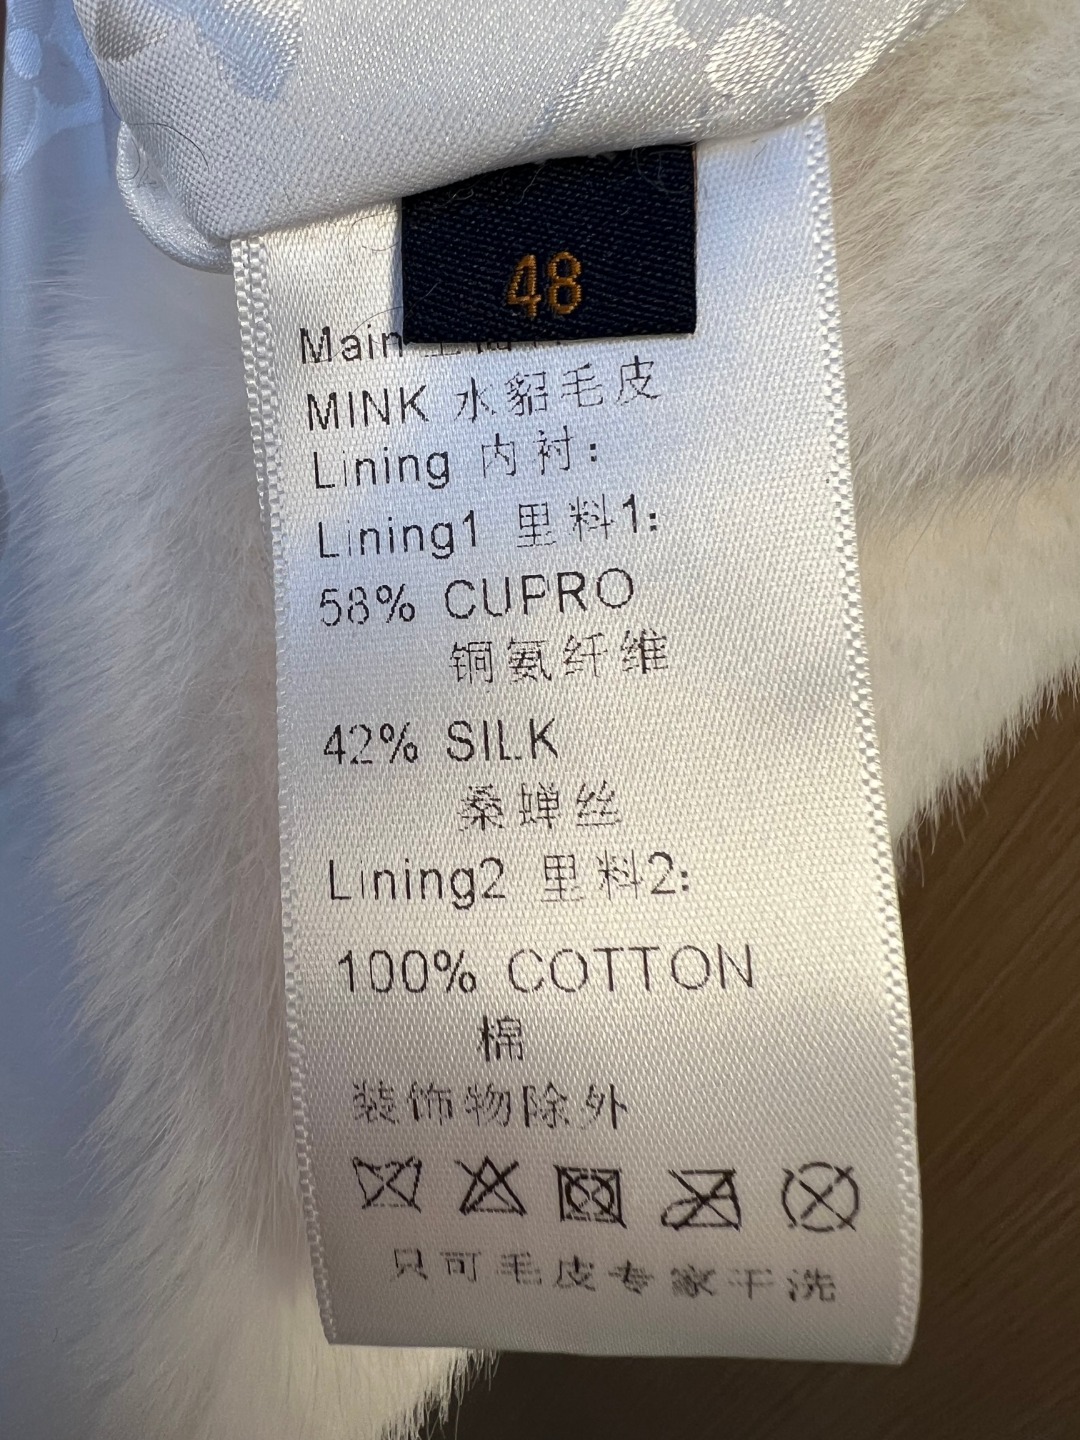 48
Main
MINK 水貂毛皮
Lining 内衬：
Lining1 里料1:
58% CUPRO
铜氨纤维
42% SILK
桑蝉丝
Lining2 里料2:
100% COTTON
棉
装饰物除外
只可毛皮专家干洗